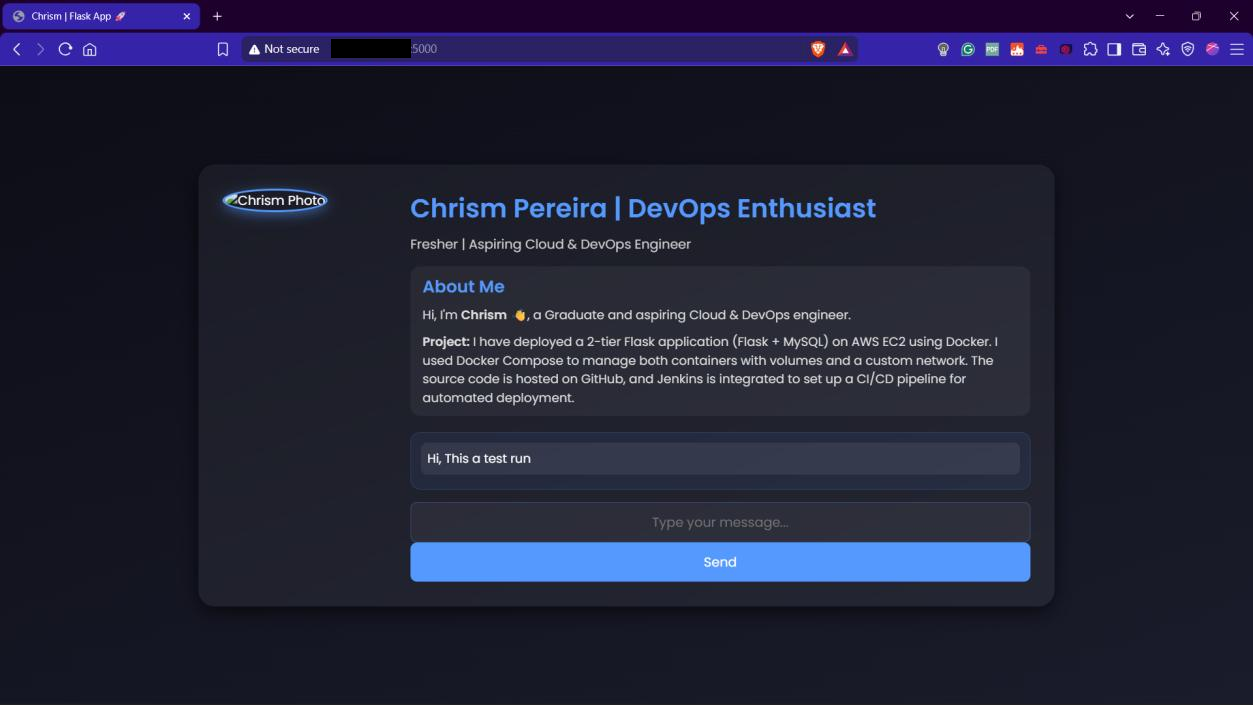 Chrism | Flask App 🚀
Not secure
:5000
PDF
Chrism Photo
Chrism Pereira | DevOps Enthusiast
Fresher | Aspiring Cloud & DevOps Engineer
About Me
Hi, I'm Chrism 👋, a Graduate and aspiring Cloud & DevOps engineer.
Project: I have deployed a 2-tier Flask application (Flask + MySQL) on AWS EC2 using Docker. I
used Docker Compose to manage both containers with volumes and a custom network. The
source code is hosted on GitHub, and Jenkins is integrated to set up a CI/CD pipeline for
automated deployment.
Hi, This a test run
Type your message...
Send